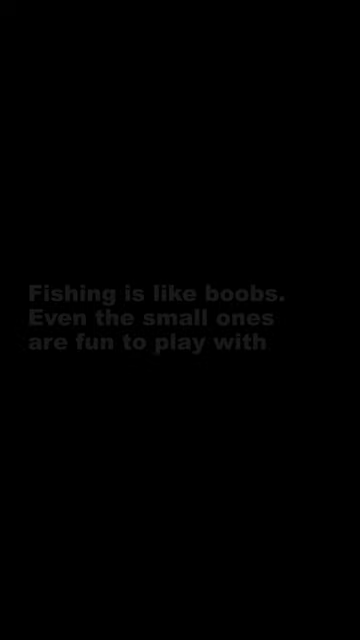 Fishing is like boobs.
Even the small ones
are fun to play with